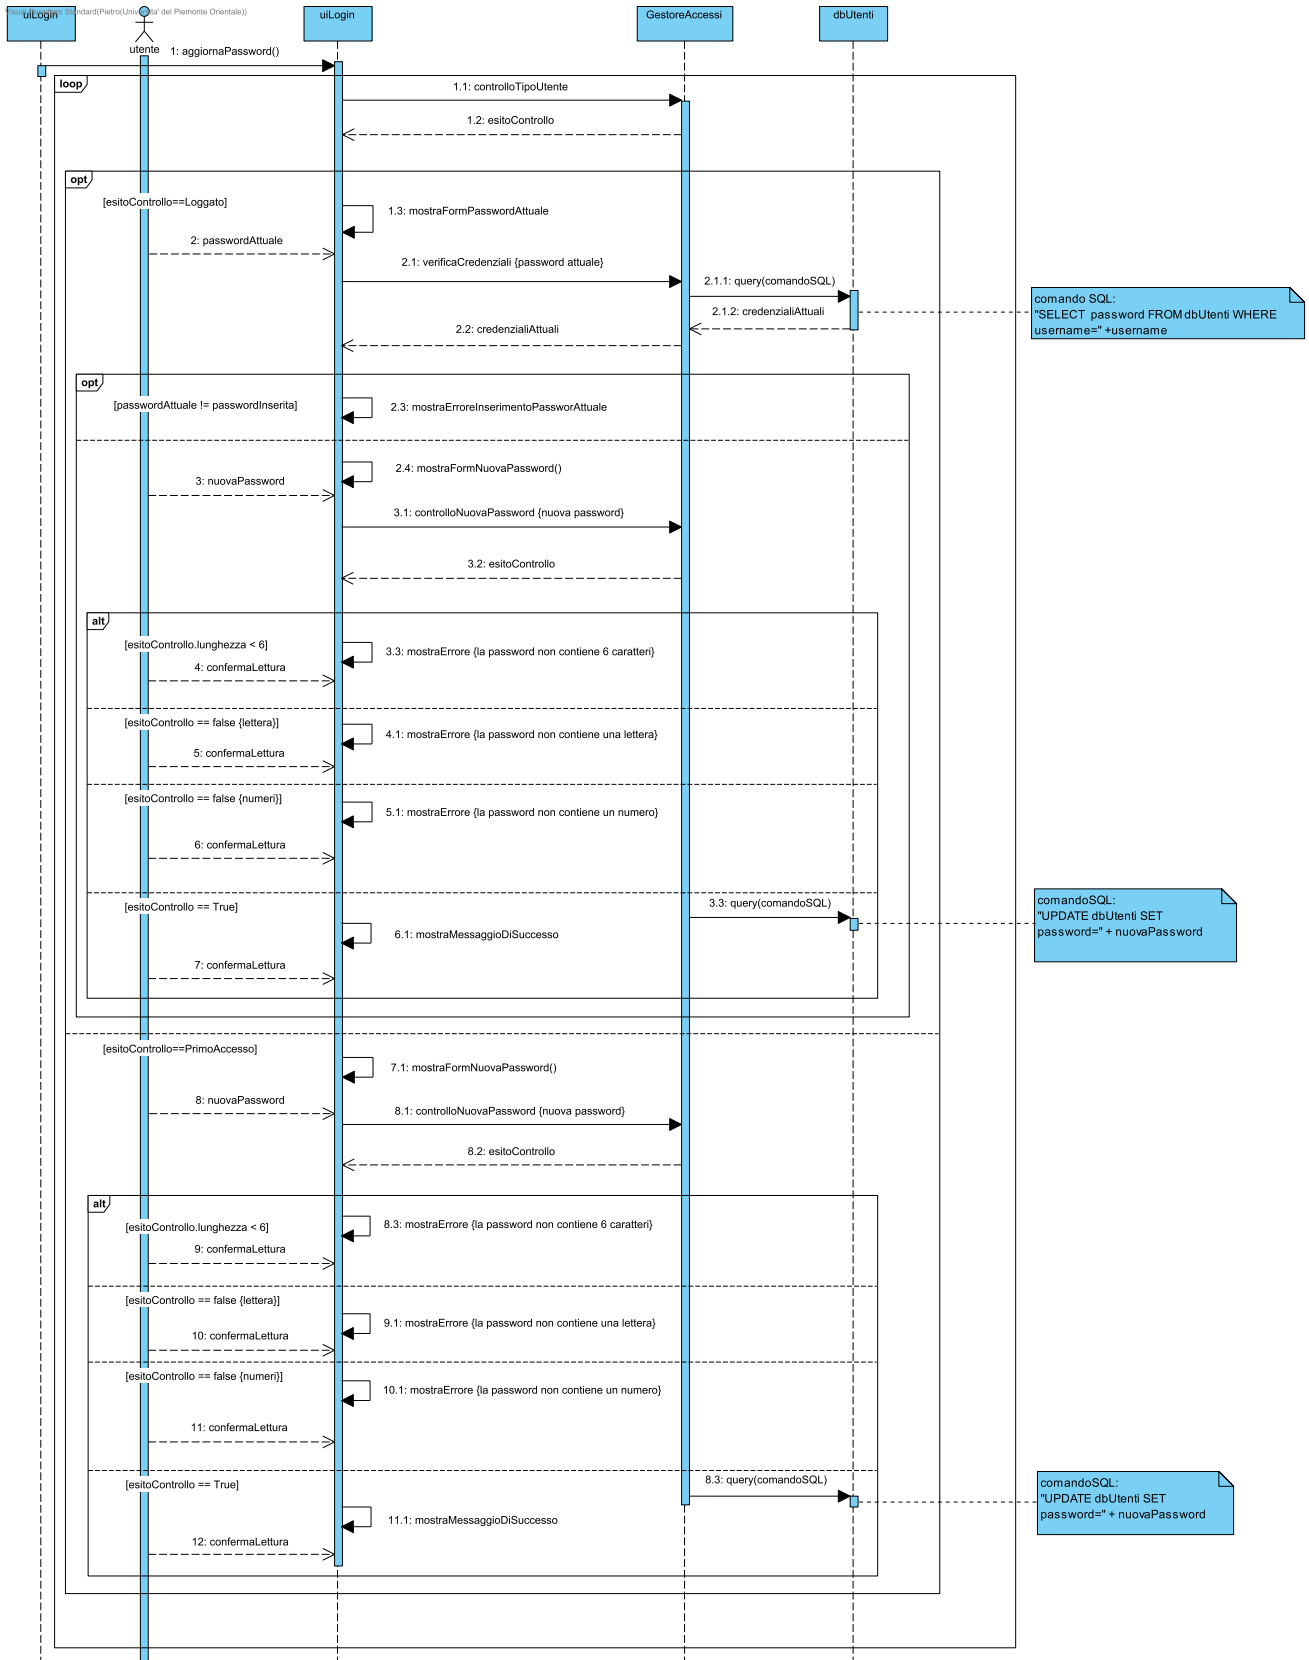 Visual Paradigm Standard(Pietro(Universita' del Piemonte Orientale))
uiLogin
utente
uiLogin
GestoreAccessi
dbUtenti
1: aggiornaPassword()
loop
1.1: controlloTipoUtente
1.2: esitoControllo
opt
[esitoControllo==Loggato]
1.3: mostraFormPasswordAttuale
2: passwordAttuale
2.1: verificaCredenziali {password attuale}
2.1.1: query(comandoSQL)
comando SQL:
"SELECT password FROM dbUtenti WHERE
username=" +username
2.1.2: credenzialiAttuali
2.2: credenzialiAttuali
opt
[passwordAttuale != passwordInserita]
2.3: mostraErroreInserimentoPassworAttuale
2.4: mostraFormNuovaPassword()
3: nuovaPassword
3.1: controlloNuovaPassword {nuova password}
3.2: esitoControllo
alt
[esitoControllo.lunghezza < 6]
3.3: mostraErrore {la password non contiene 6 caratteri}
4: confermaLettura
[esitoControllo == false {lettera}]
4.1: mostraErrore {la password non contiene una lettera}
5: confermaLettura
[esitoControllo == false {numeri}]
5.1: mostraErrore {la password non contiene un numero}
6: confermaLettura
[esitoControllo == True]
3.3: query(comandoSQL)
comandoSQL:
"UPDATE dbUtenti SET
password=" + nuovaPassword
6.1: mostraMessaggioDiSuccesso
7: confermaLettura
[esitoControllo==PrimoAccesso]
7.1: mostraFormNuovaPassword()
8: nuovaPassword
8.1: controlloNuovaPassword {nuova password}
8.2: esitoControllo
alt
[esitoControllo.lunghezza < 6]
8.3: mostraErrore {la password non contiene 6 caratteri}
9: confermaLettura
[esitoControllo == false {lettera}]
9.1: mostraErrore {la password non contiene una lettera}
10: confermaLettura
[esitoControllo == false {numeri}]
10.1: mostraErrore {la password non contiene un numero}
11: confermaLettura
[esitoControllo == True]
8.3: query(comandoSQL)
comandoSQL:
"UPDATE dbUtenti SET
password=" + nuovaPassword
11.1: mostraMessaggioDiSuccesso
12: confermaLettura